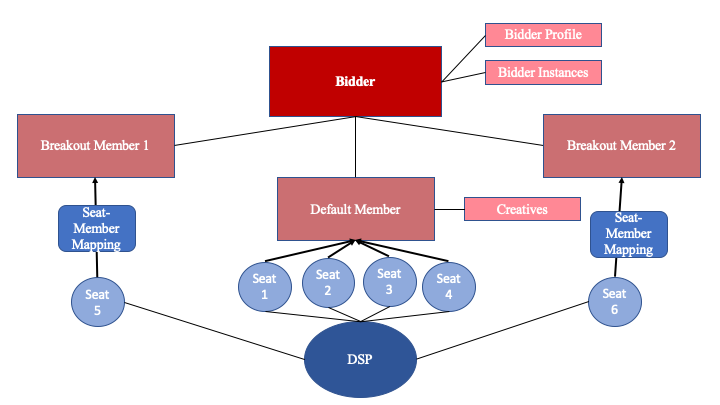 Bidder Profile
Bidder
Bidder Instances
Breakout Member 1
Breakout Member 2
Default Member
Creatives
Seat-
Member
Mapping
Seat-
Member
Mapping
Seat
1
Seat
2
Seat
3
Seat
4
Seat
5
Seat
6
DSP